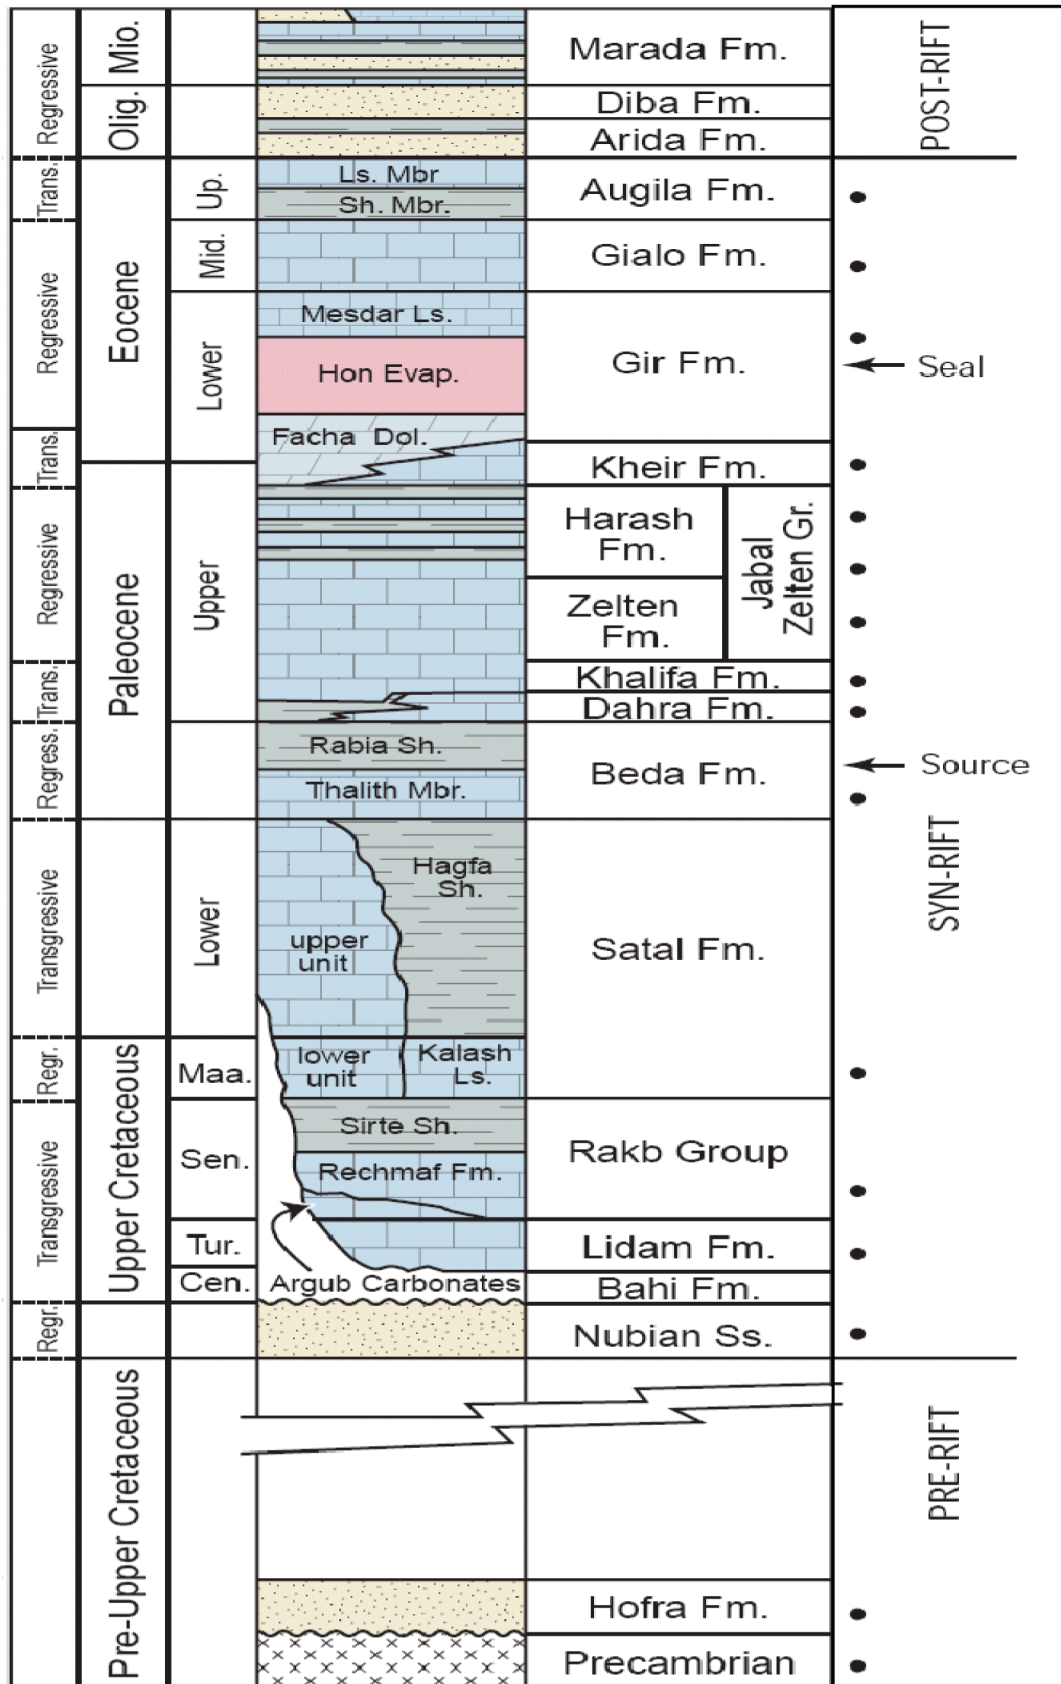 Regressive
Mio.
Marada Fm.
POST-RIFT
Olig.
Diba Fm.
Arida Fm.
Trans.
Up.
Ls. Mbr
Sh. Mbr.
Augila Fm.
Regressive
Eocene
Mid.
Gialo Fm.
Lower
Mesdar Ls.
Hon Evap.
Gir Fm.
Seal
Facha Dol.
Trans.
Kheir Fm.
Regressive
Paleocene
Upper
Harash
Fm.
Jabal
Zelten Gr.
Zelten
Fm.
Trans.
Khalifa Fm.
Dahra Fm.
Regress.
Rabia Sh.
Thalith Mbr.
Beda Fm.
Source
SYN-RIFT
Transgressive
Lower
Hagfa
Sh.
upper
unit
Satal Fm.
Regr.
Upper Cretaceous
Maa.
lower
unit
Kalash
Ls.
Transgressive
Sen.
Sirte Sh.
Rechmaf Fm.
Rakb Group
Tur.
Lidam Fm.
Cen.
Argub Carbonates
Bahi Fm.
Regr.
Nubian Ss.
Pre-Upper Cretaceous
PRE-RIFT
Hofra Fm.
Precambrian